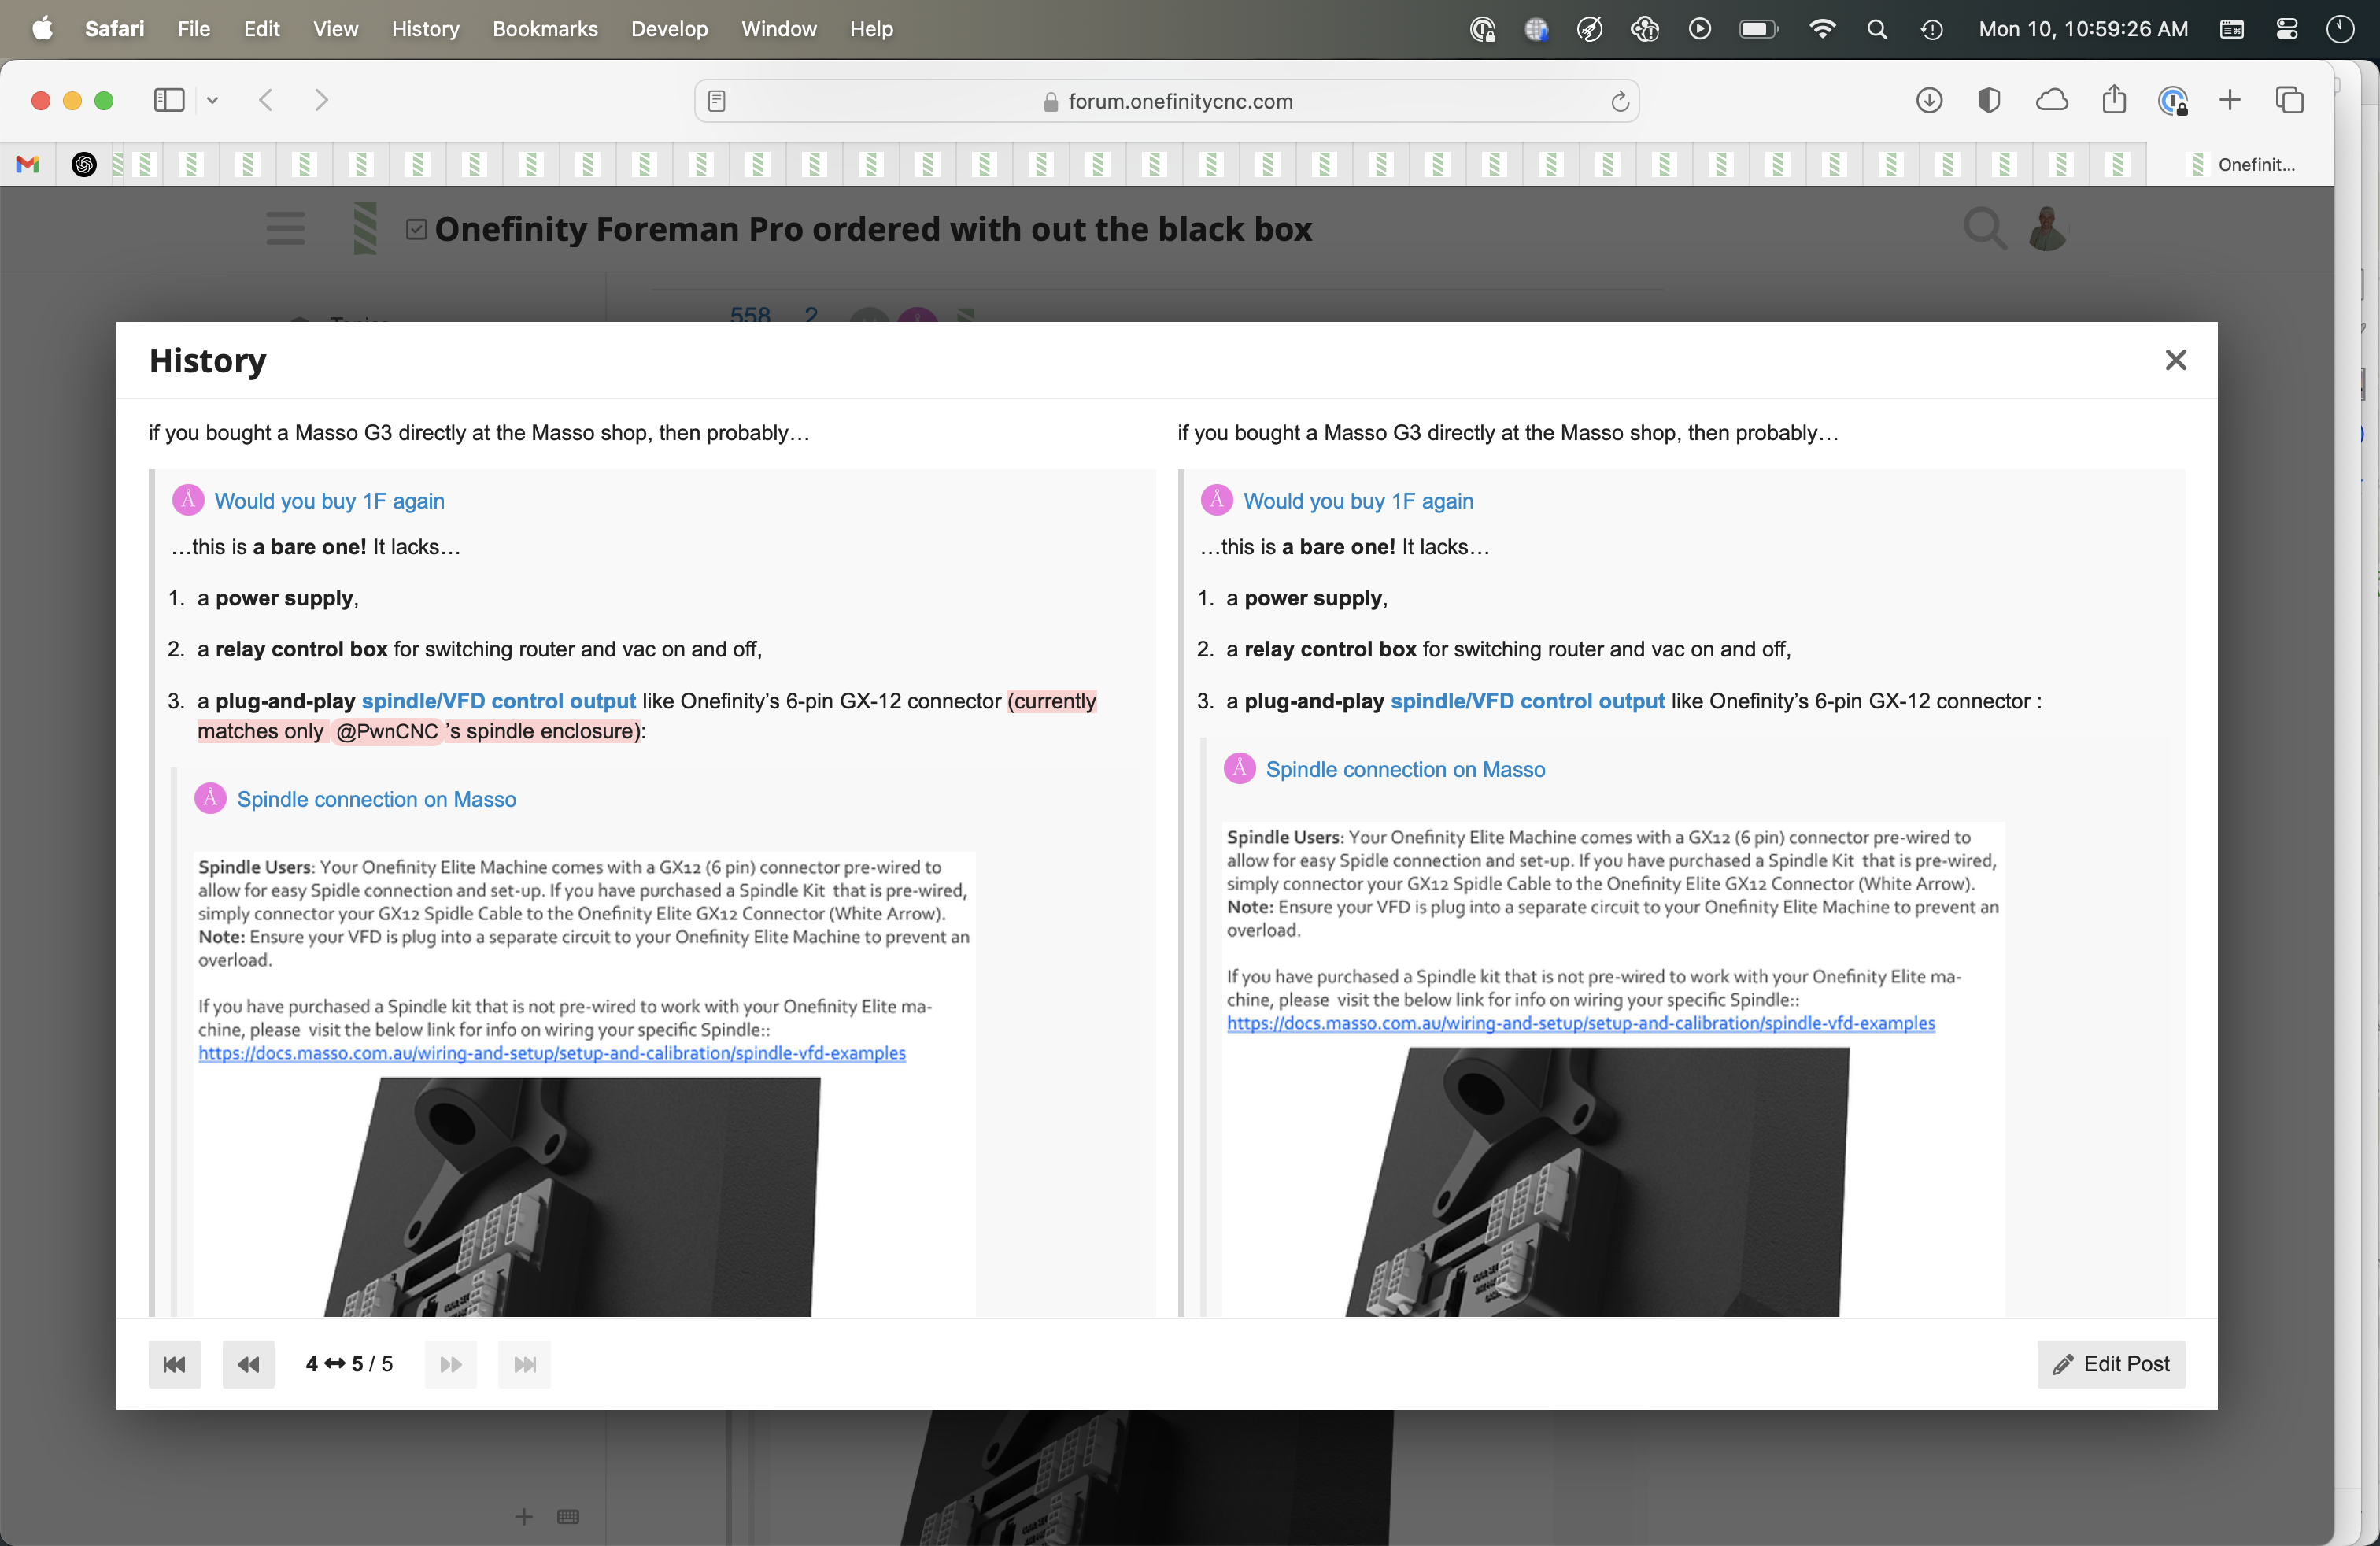 Safari File Edit View History Bookmarks Develop Window Help Mon 10, 10:59:26 AM
forum.onefinitycnc.com
Onefinit...
Onefinity Foreman Pro ordered with out the black box
558 2
History
if you bought a Masso G3 directly at the Masso shop, then probably…
Å Would you buy 1F again
…this is a bare one! It lacks…
1. a power supply,
2. a relay control box for switching router and vac on and off,
3. a plug-and-play spindle/VFD control output like Onefinity’s 6-pin GX-12 connector (currently
matches only @PwnCNC ’s spindle enclosure):
Å Spindle connection on Masso
Spindle Users: Your Onefinity Elite Machine comes with a GX12 (6 pin) connector pre-wired to
allow for easy Spidle connection and set-up. If you have purchased a Spindle Kit that is pre-wired,
simply connector your GX12 Spidle Cable to the Onefinity Elite GX12 Connector (White Arrow).
Note: Ensure your VFD is plug into a separate circuit to your Onefinity Elite Machine to prevent an
overload.
If you have purchased a Spindle kit that is not pre-wired to work with your Onefinity Elite ma-
chine, please visit the below link for info on wiring your specific Spindle::
https://docs.masso.com.au/wiring-and-setup/setup-and-calibration/spindle-vfd-examples
if you bought a Masso G3 directly at the Masso shop, then probably…
Å Would you buy 1F again
…this is a bare one! It lacks…
1. a power supply,
2. a relay control box for switching router and vac on and off,
3. a plug-and-play spindle/VFD control output like Onefinity’s 6-pin GX-12 connector :
Å Spindle connection on Masso
Spindle Users: Your Onefinity Elite Machine comes with a GX12 (6 pin) connector pre-wired to
allow for easy Spidle connection and set-up. If you have purchased a Spindle Kit that is pre-wired,
simply connector your GX12 Spidle Cable to the Onefinity Elite GX12 Connector (White Arrow).
Note: Ensure your VFD is plug into a separate circuit to your Onefinity Elite Machine to prevent an
overload.
If you have purchased a Spindle kit that is not pre-wired to work with your Onefinity Elite ma-
chine, please visit the below link for info on wiring your specific Spindle::
https://docs.masso.com.au/wiring-and-setup/setup-and-calibration/spindle-vfd-examples
4 ↔ 5 / 5
Edit Post